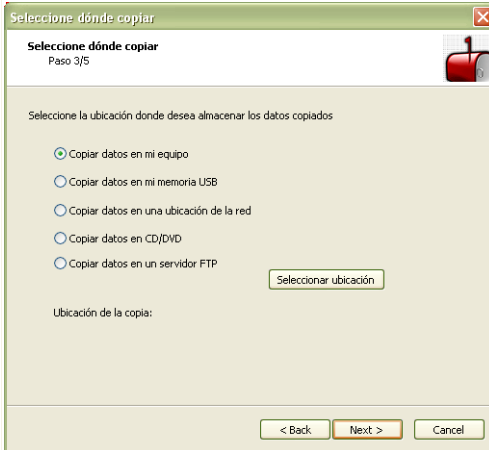 Seleccione dónde copiar
Seleccione dónde copiar
Paso 3/5
Seleccione la ubicación donde desea almacenar los datos copiados
Copiar datos en mi equipo
Copiar datos en mi memoria USB
Copiar datos en una ubicación de la red
Copiar datos en CD/DVD
Copiar datos en un servidor FTP
Seleccionar ubicación
Ubicación de la copia:
< Back Next > Cancel